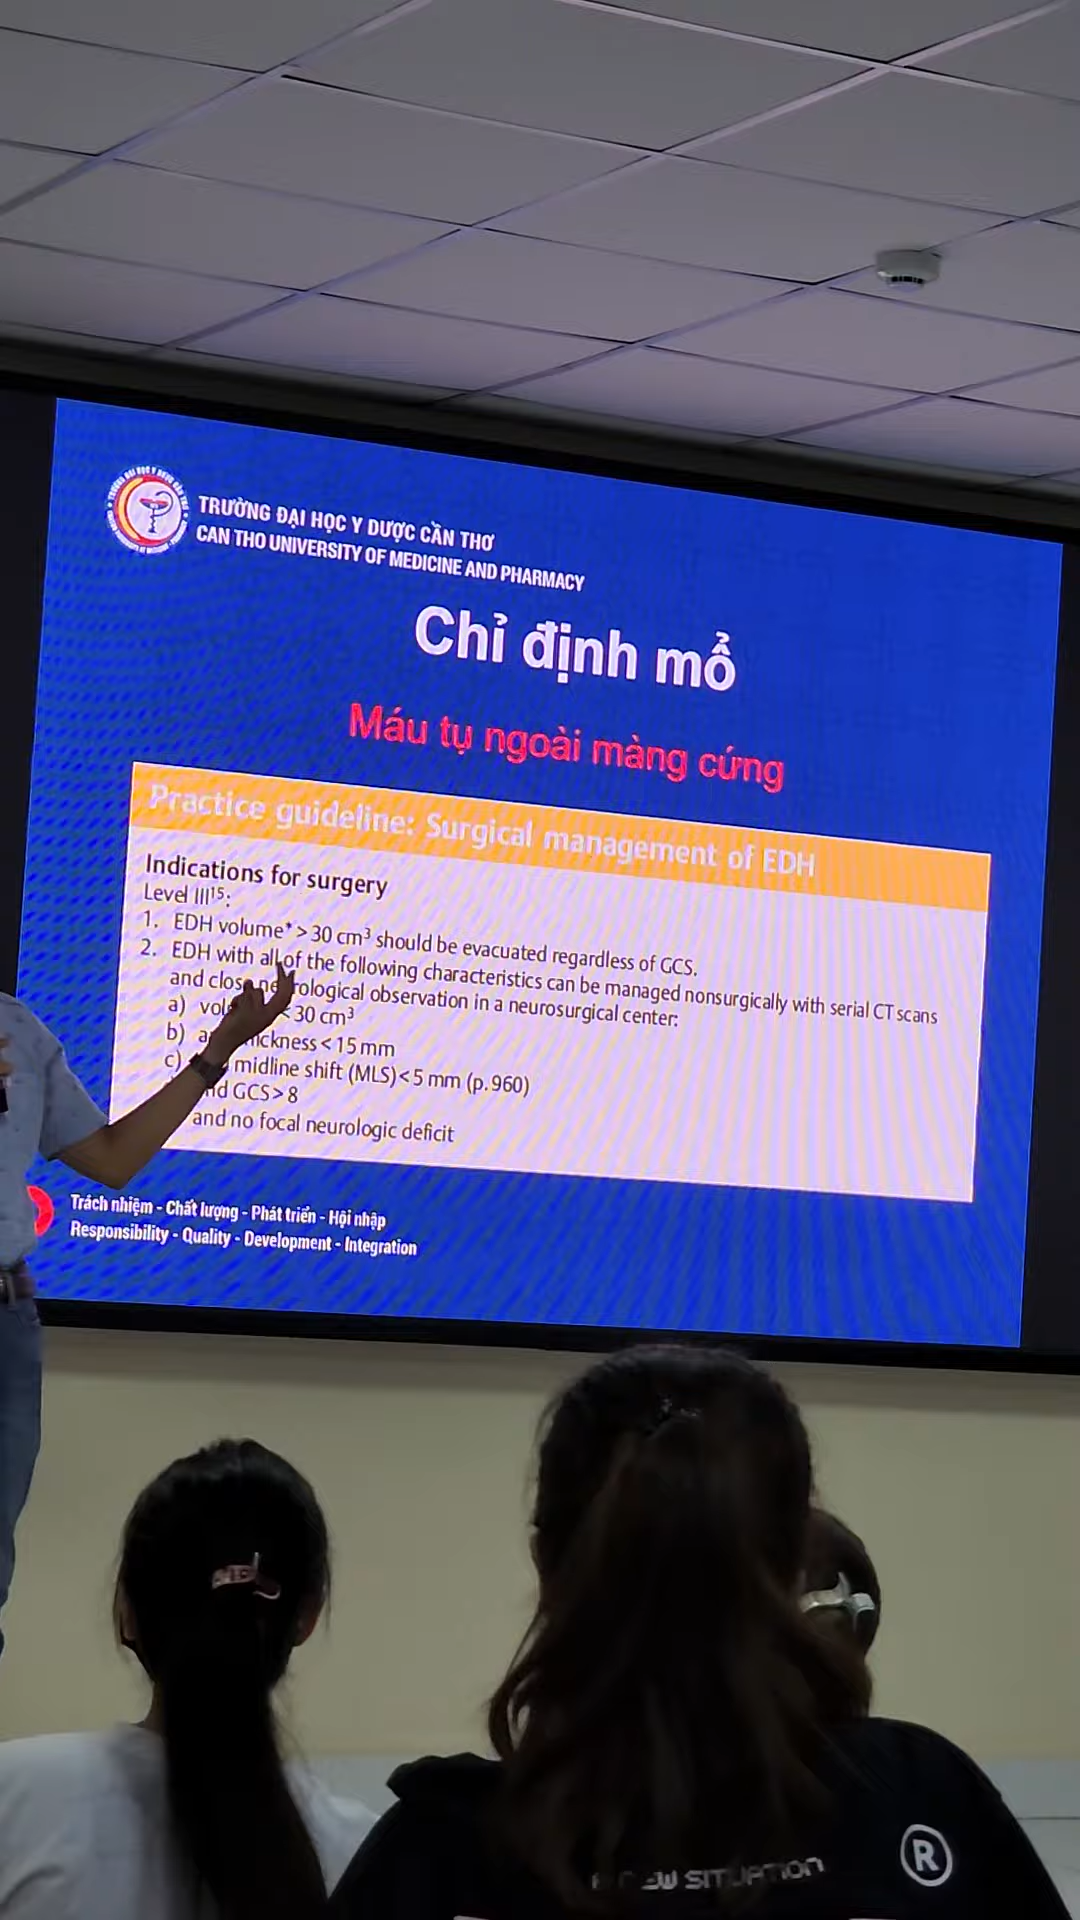 TRƯỜNG ĐẠI HỌC Y DƯỢC CẦN THƠ
CAN THO UNIVERSITY OF MEDICINE AND PHARMACY
Chỉ định mổ
Máu tụ ngoài màng cứng
Practice guideline: Surgical management of EDH
Indications for surgery
Level III15:
1. EDH volume* > 30 cm³ should be evacuated regardless of GCS.
2. EDH with all of the following characteristics can be managed nonsurgically with serial CT scans
and close neurological observation in a neurosurgical center:
a) < 30 cm³
b) < 15 mm
c) midline shift (MLS) < 5 mm (p. 960)
GCS > 8
and no focal neurologic deficit
Trách nhiệm - Chất lượng - Phát triển - Hội nhập
Responsibility - Quality - Development - Integration
SITUATION
R